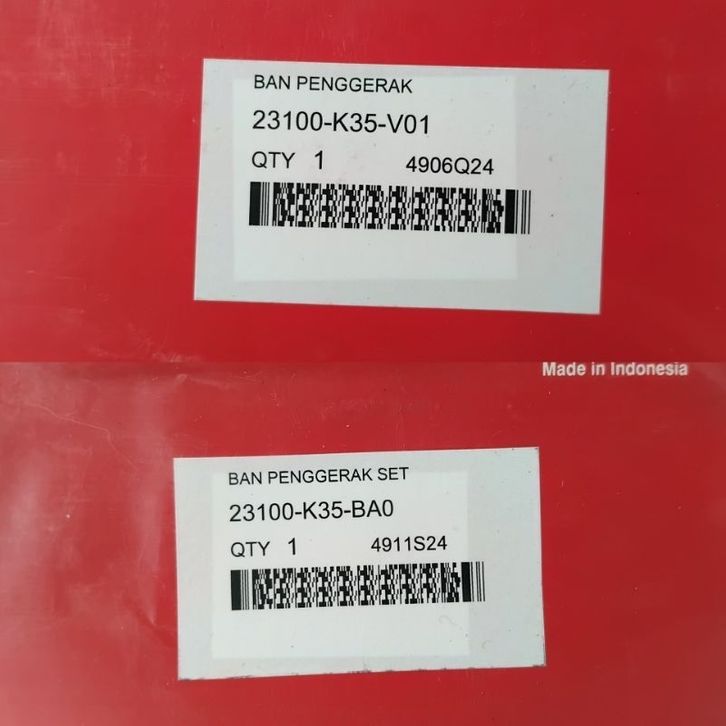 BAN PENGGERAK
23100-K35-V01
QTY 1 4906Q24
Made in Indonesia
BAN PENGGERAK SET
23100-K35-BA0
QTY 1 4911S24